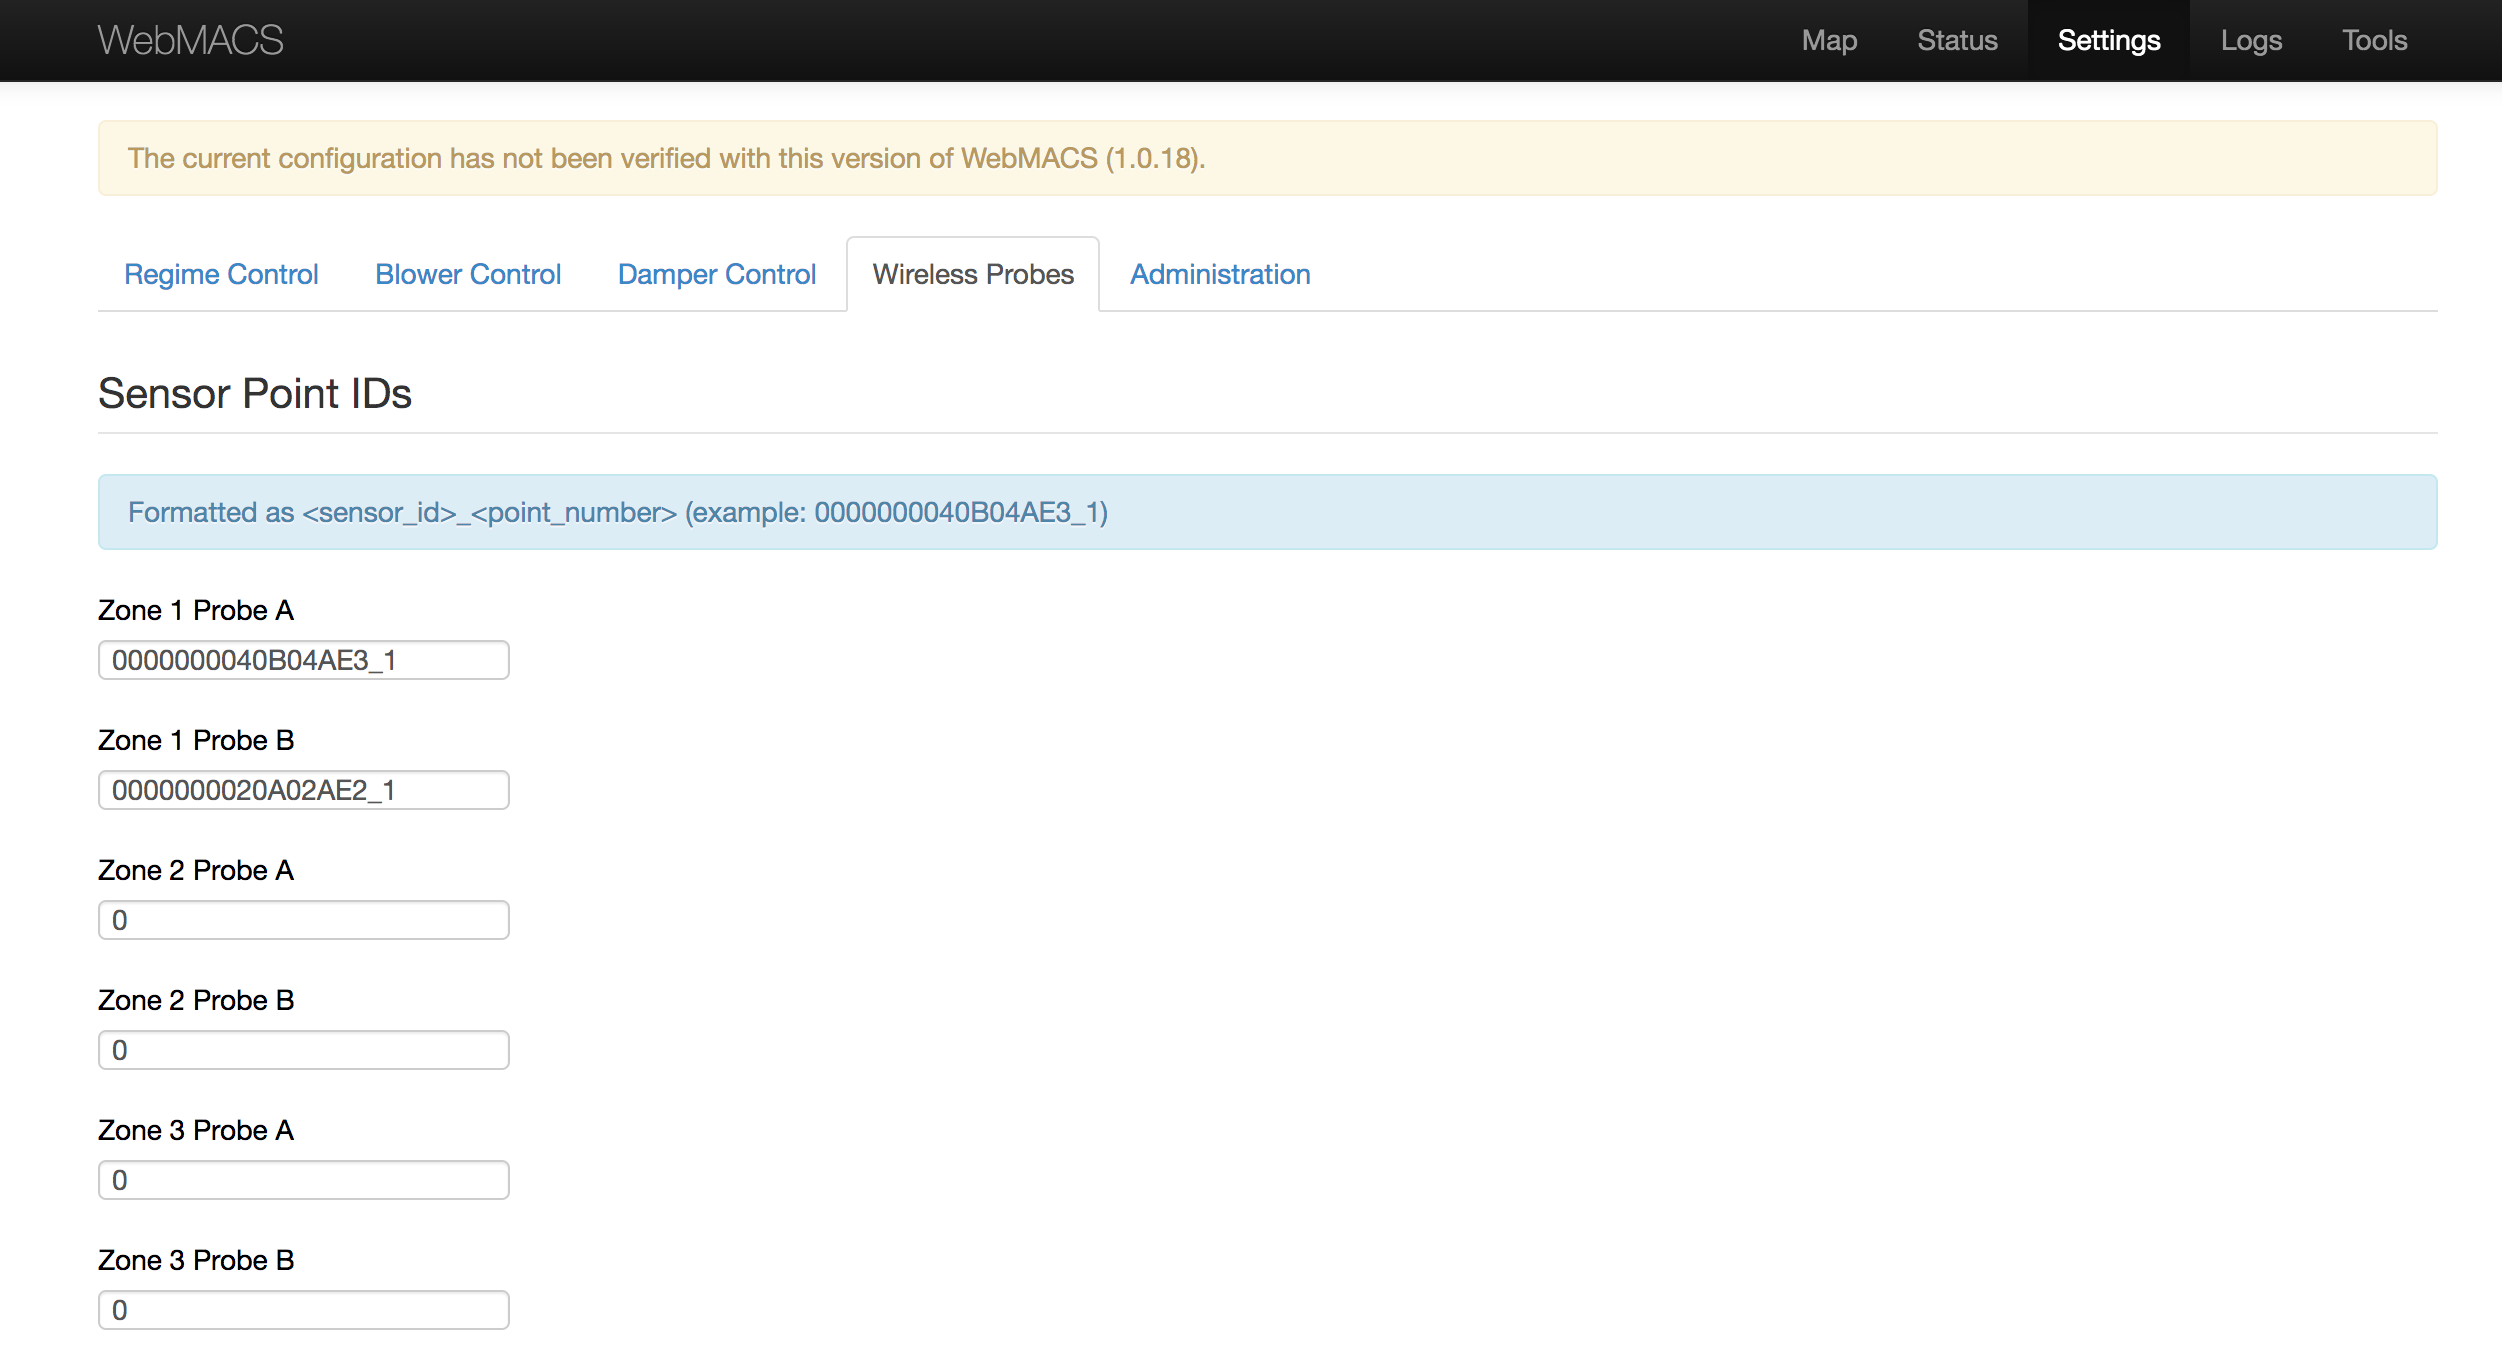 WebMACS Map Status Settings Logs Tools
The current configuration has not been verified with this version of WebMACS (1.0.18).
Regime Control Blower Control Damper Control Wireless Probes Administration
Sensor Point IDs
Formatted as <sensor_id>_<point_number> (example: 0000000040B04AE3_1)
Zone 1 Probe A
0000000040B04AE3_1
Zone 1 Probe B
0000000020A02AE2_1
Zone 2 Probe A
0
Zone 2 Probe B
0
Zone 3 Probe A
0
Zone 3 Probe B
0